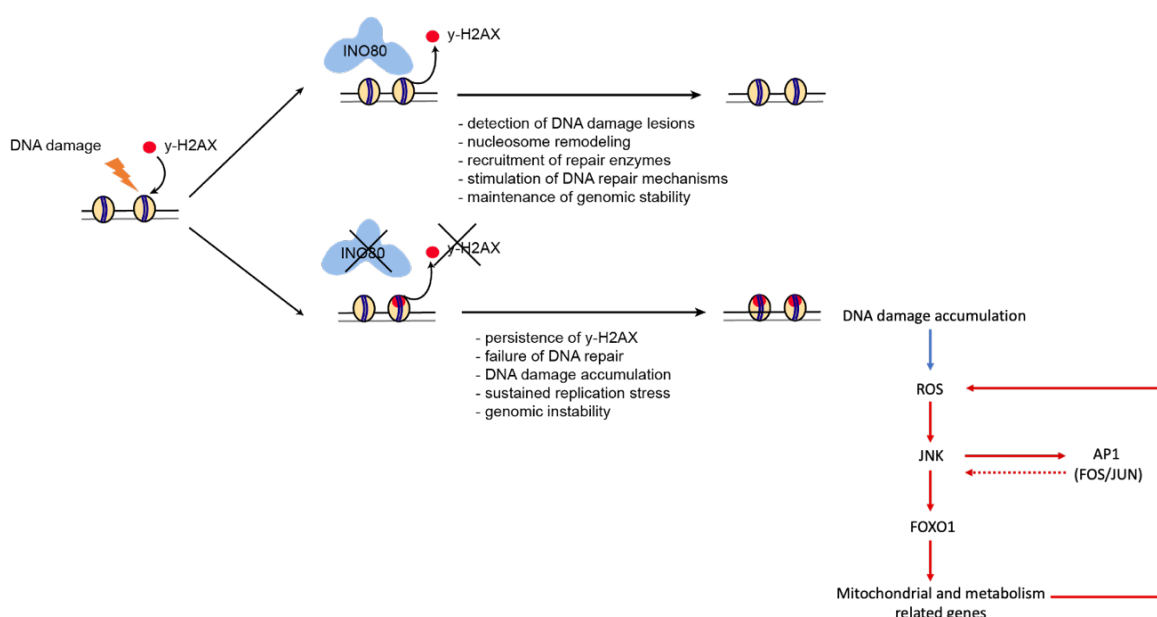 INO80
y-H2AX
DNA damage
y-H2AX
- detection of DNA damage lesions
- nucleosome remodeling
- recruitment of repair enzymes
- stimulation of DNA repair mechanisms
- maintenance of genomic stability
INO80
y-H2AX
- persistence of y-H2AX
- failure of DNA repair
- DNA damage accumulation
- sustained replication stress
- genomic instability
DNA damage accumulation
ROS
JNK
AP1
(FOS/JUN)
FOXO1
Mitochondrial and metabolism
related genes